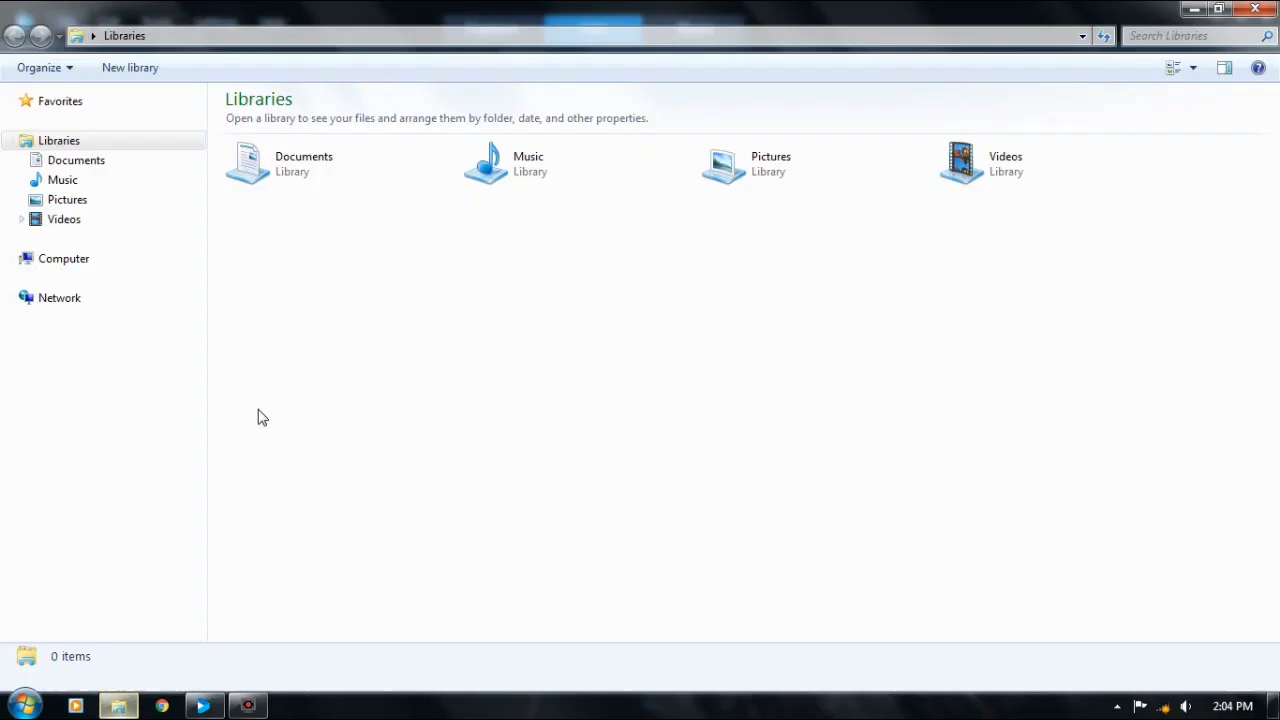 Libraries
Search Libraries
Organize
New library
Favorites
Libraries
Documents
Music
Pictures
Videos
Computer
Network
Libraries
Open a library to see your files and arrange them by folder, date, and other properties.
Documents
Library
Music
Library
Pictures
Library
Videos
Library
0 items
2:04 PM